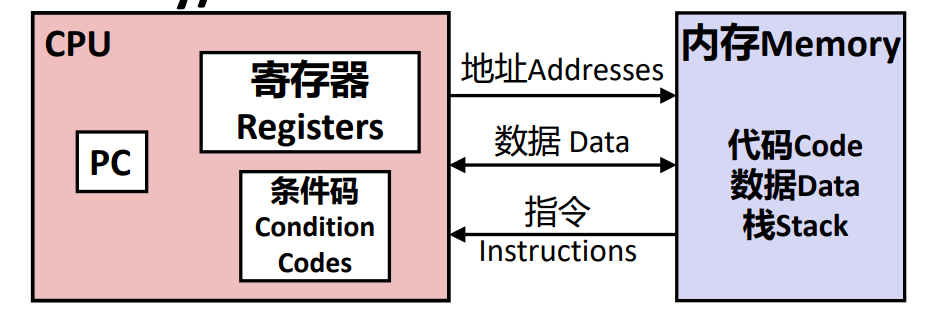 CPU
寄存器
Registers
PC
条件码
Condition
Codes
地址Addresses
数据 Data
指令
Instructions
内存Memory
代码Code
数据Data
栈Stack